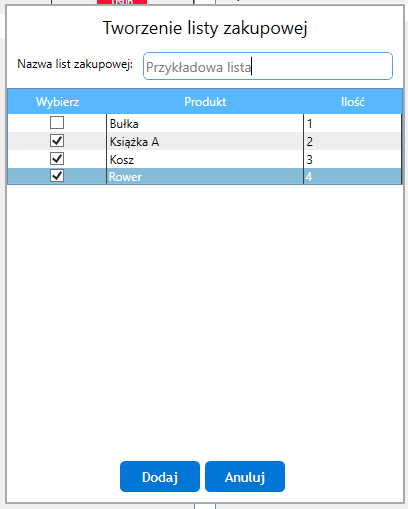 Usuń
Tworzenie listy zakupowej
Nazwa list zakupowej: Przykładowa lista
Wybierz Produkt Ilość
Bułka 1
Książka A 2
Kosz 3
Rower 4
Dodaj Anuluj